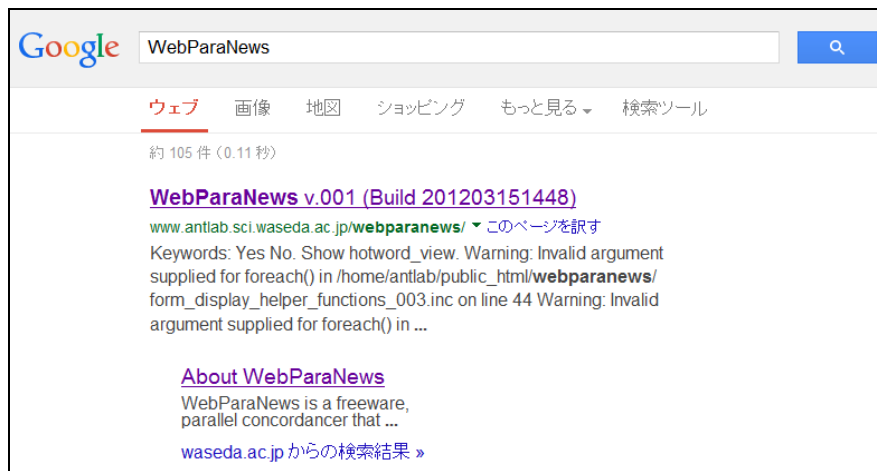 Google WebParaNews
ウェブ 画像 地図 ショッピング もっと見る 検索ツール
約 105 件 (0.11 秒)
WebParaNews v.001 (Build 201203151448)
www.antlab.sci.waseda.ac.jp/webparanews/ このページを訳す
Keywords: Yes No. Show hotword_view. Warning: Invalid argument
supplied for foreach() in /home/antlab/public_html/webparanews/
form_display_helper_functions_003.inc on line 44 Warning: Invalid
argument supplied for foreach() in ...
About WebParaNews
WebParaNews is a freeware,
parallel concordancer that ...
waseda.ac.jp からの検索結果 »